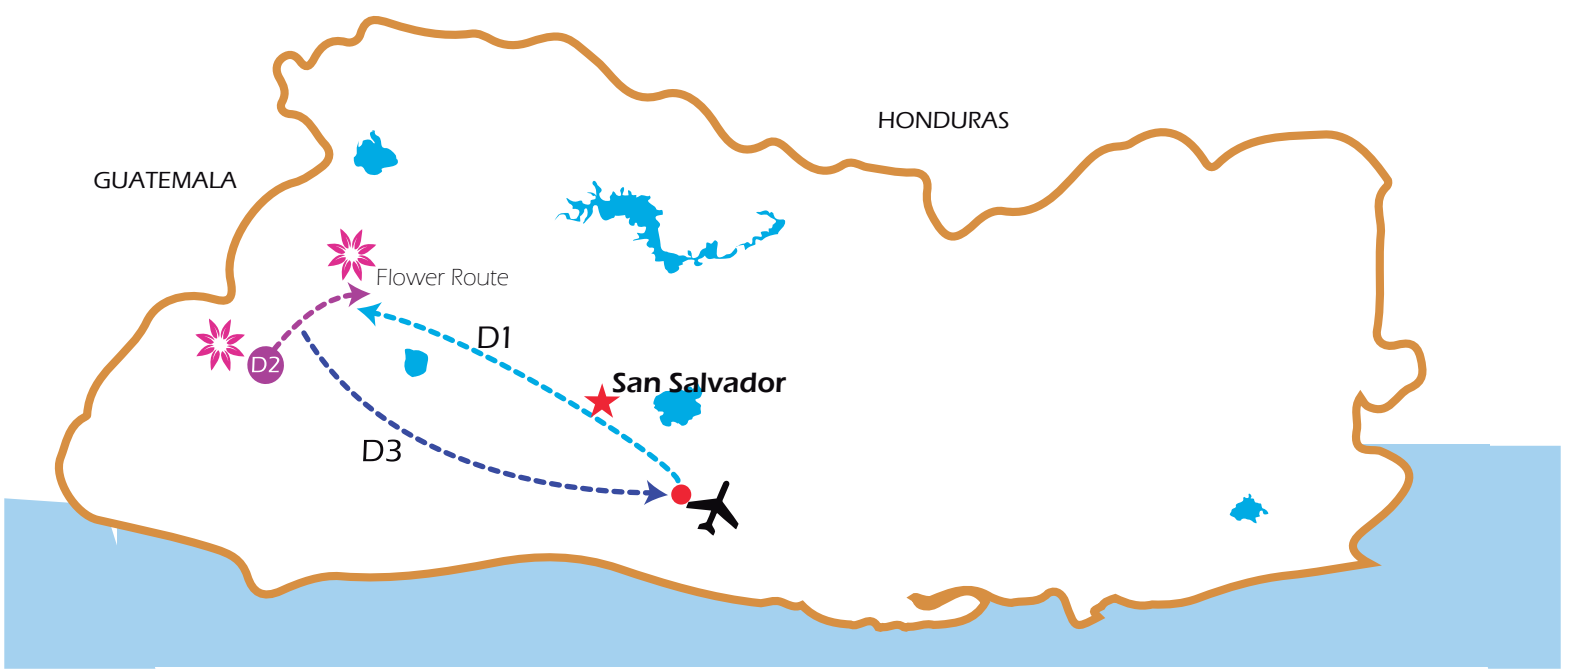 HONDURAS
GUATEMALA
Flower Route
D1
D2
San Salvador
D3